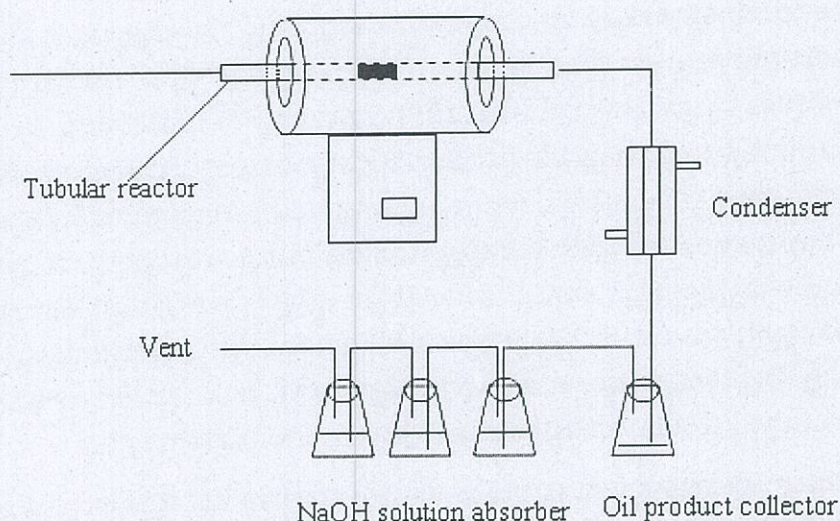 Tubular reactor
Condenser
Vent
NaOH solution absorber
Oil product collector